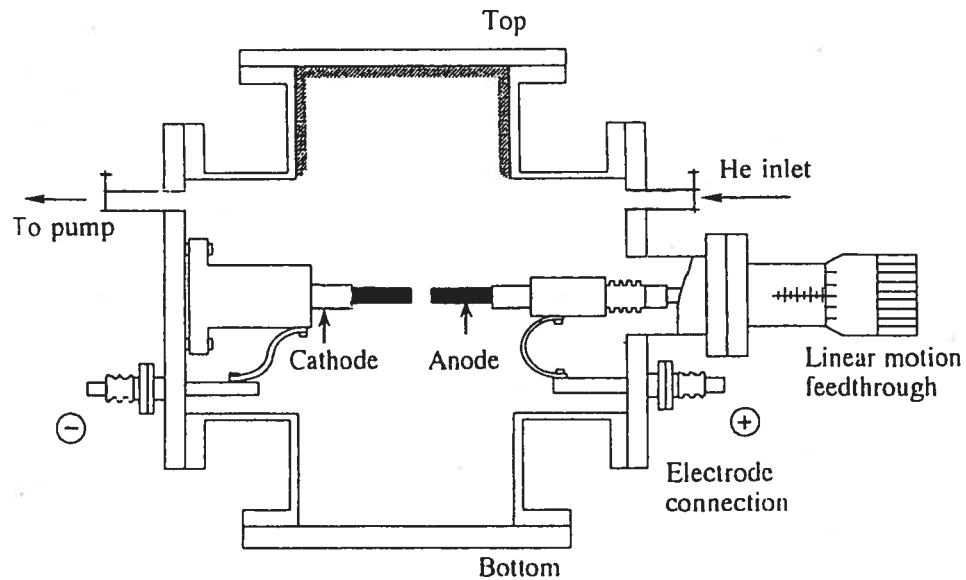 Top
He inlet
To pump
Cathode
Anode
Linear motion
feedthrough
−
+
Electrode
connection
Bottom